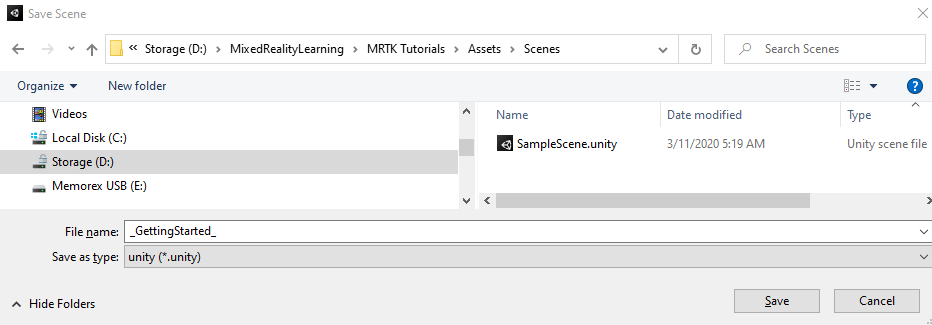 Save Scene
« Storage (D:) > MixedRealityLearning > MRTK Tutorials > Assets > Scenes
Search Scenes
Organize
New folder
?
Videos
Local Disk (C:)
Storage (D:)
Memorex USB (E:)
Name Date modified Type
SampleScene.unity 3/11/2020 5:19 AM Unity scene file
File name: _GettingStarted_
Save as type: unity (*.unity)
Hide Folders
Save
Cancel